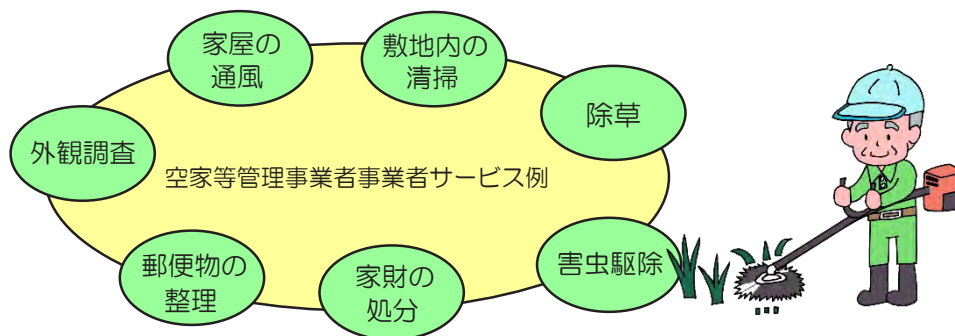 家屋の
通風
敷地内の
清掃
除草
外観調査
空家等管理事業者事業者サービス例
郵便物の
整理
家財の
処分
害虫駆除